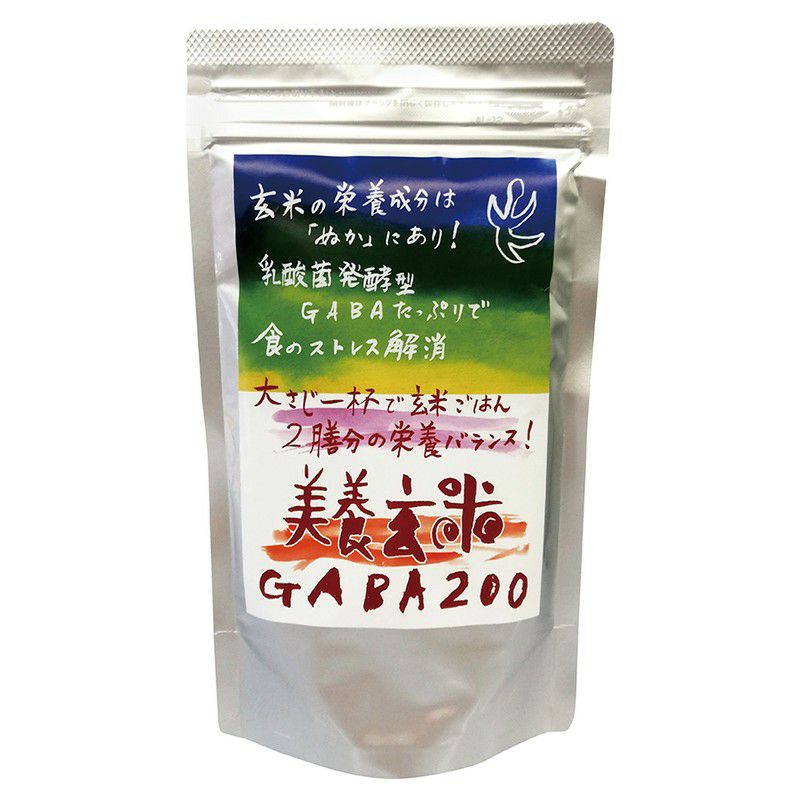 玄米の栄養成分は
「ぬか」にあり!
乳酸菌発酵型
GABAたっぷりで
食のストレス解消
大さじ一杯で玄米ごはん
2膳分の栄養バランス!
美養玄米
GABA200